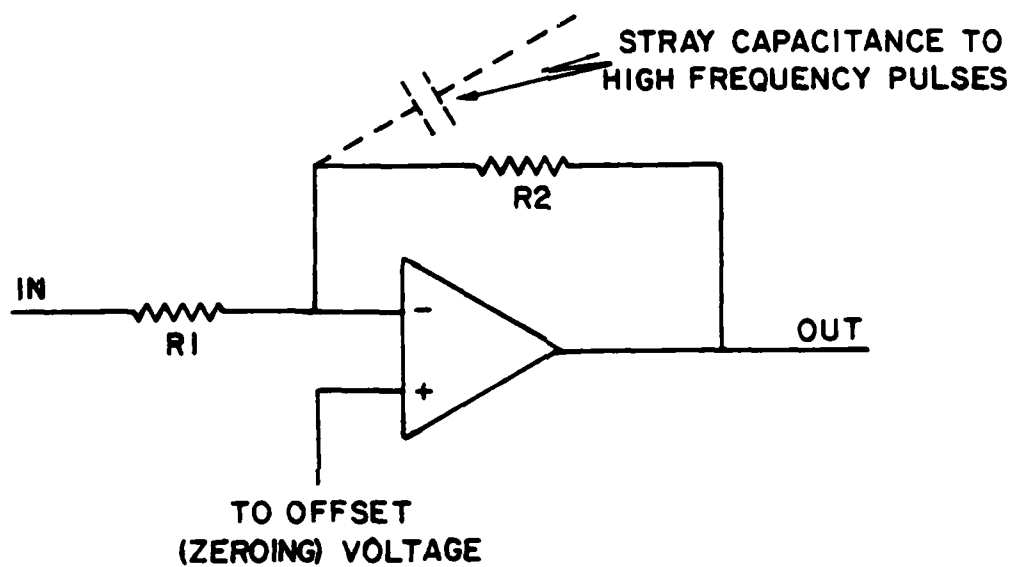 STRAY CAPACITANCE TO
HIGH FREQUENCY PULSES
R2
IN
R1
-
+
OUT
TO OFFSET
(ZEROING) VOLTAGE